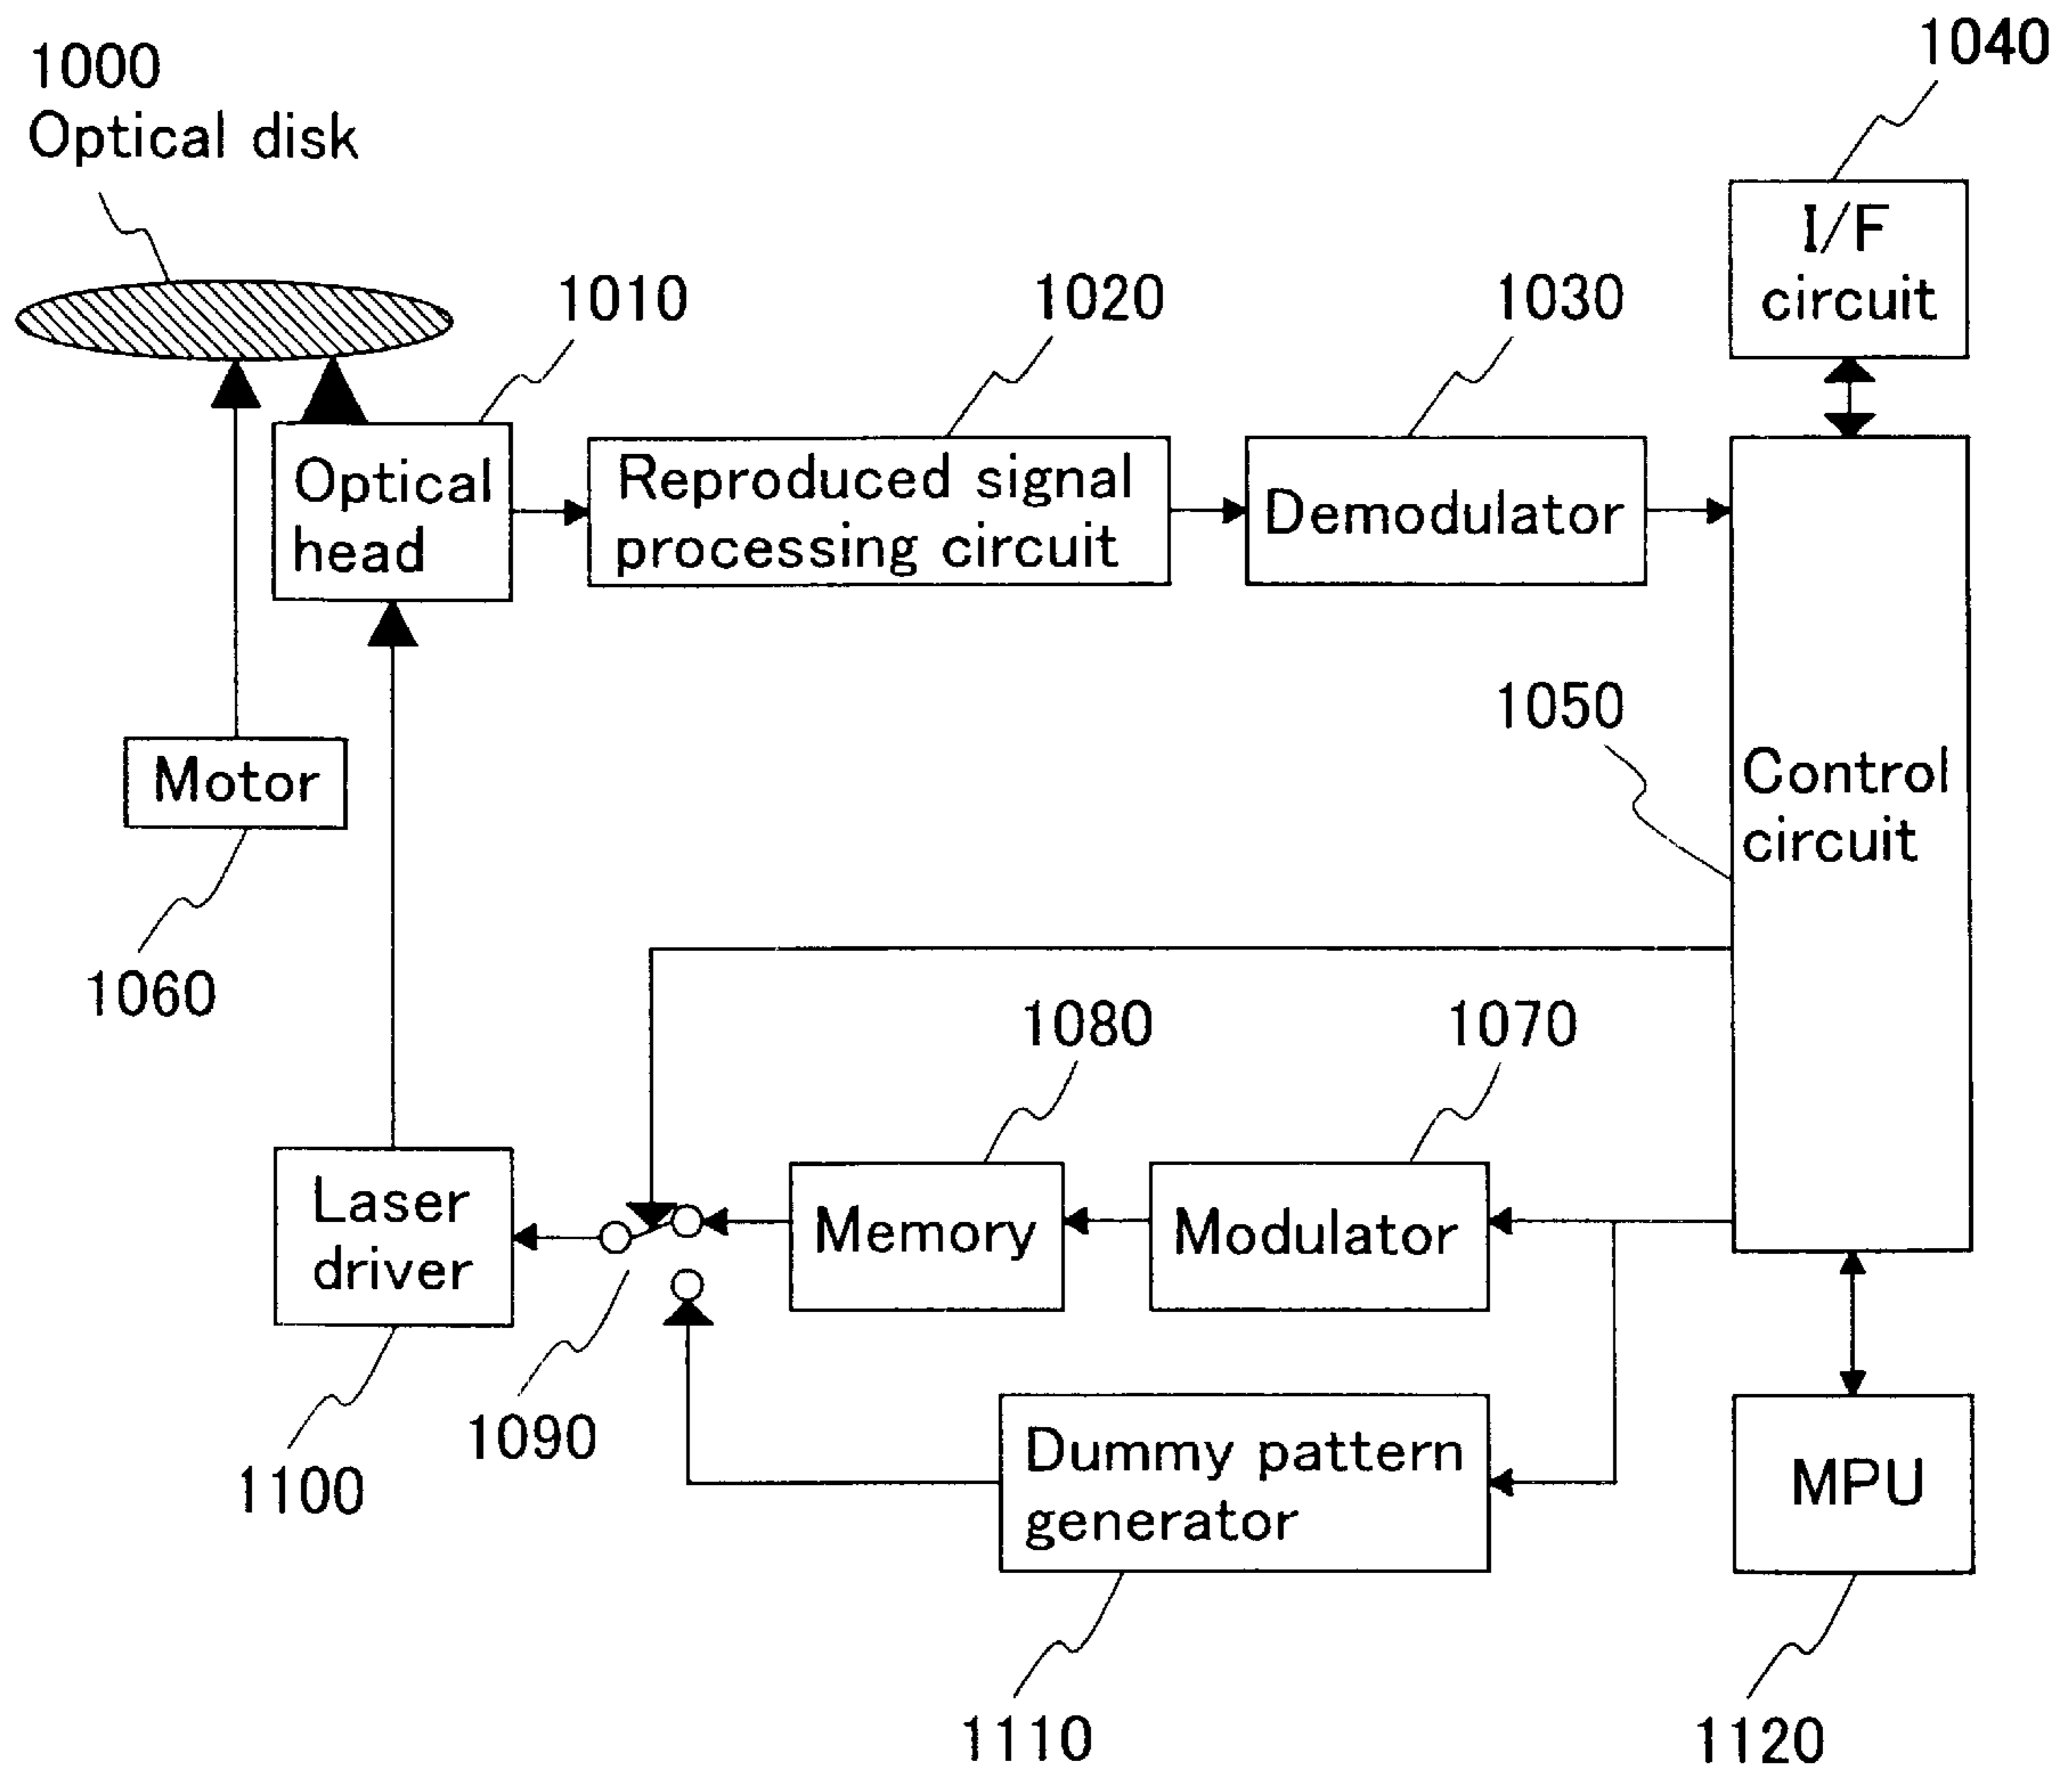 1000
Optical disk
1040
I/F
circuit
1010
1020
1030
Optical
head
Reproduced signal
processing circuit
Demodulator
1050
Control
circuit
Motor
1060
1080
1070
Laser
driver
Memory
Modulator
1090
1100
Dummy pattern
generator
MPU
1110
1120